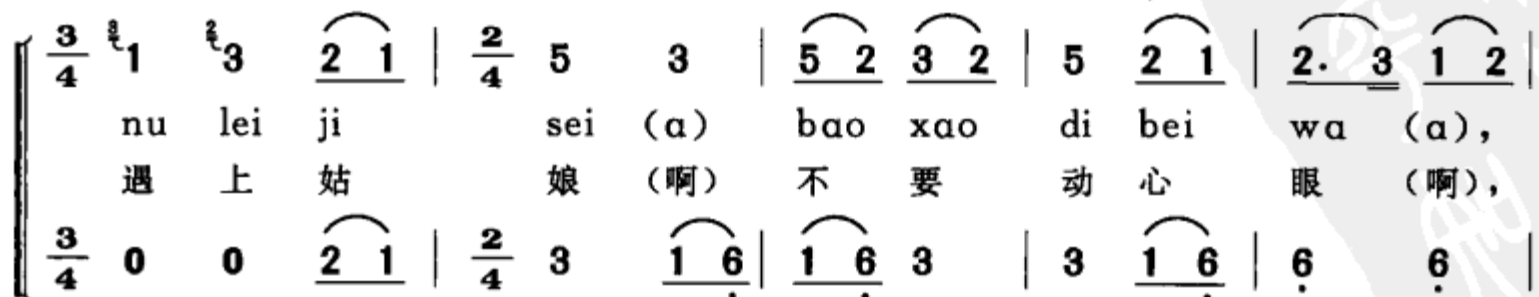 3/4 3 1 2 3 2 1 | 2/4 5 3 | 5 2 3 2 | 5 2 1 | 2. 3 1 2 |
nu lei ji sei (a) bao xao di bei wa (a),
遇 上 姑 娘 (啊) 不 要 动 心 眼 (啊),
3/4 0 0 2 1 | 2/4 3 1 6 | 1 6 3 | 3 1 6 | 6 6 |